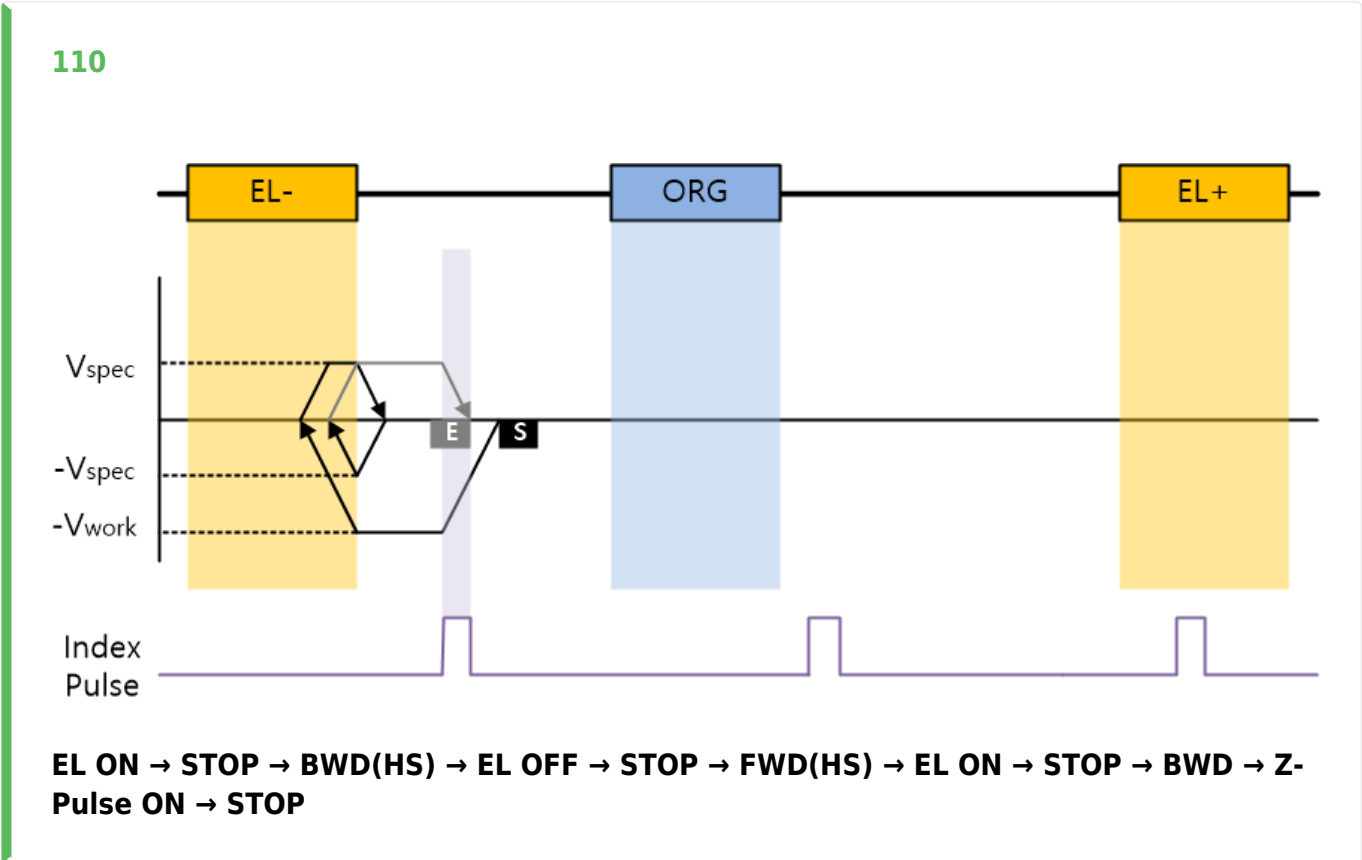 110
EL- ORG EL+
Vspec
E S
-Vspec
-Vwork
Index
Pulse
EL ON → STOP → BWD(HS) → EL OFF → STOP → FWD(HS) → EL ON → STOP → BWD → Z-
Pulse ON → STOP